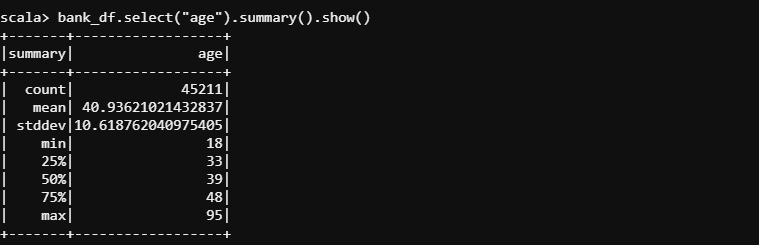 scala> bank_df.select("age").summary().show()
+-------+------------------+
|summary|               age|
+-------+------------------+
|  count|             45211|
|   mean| 40.93621021432837|
| stddev|10.618762040975405|
|    min|                18|
|    25%|                33|
|    50%|                39|
|    75%|                48|
|    max|                95|
+-------+------------------+